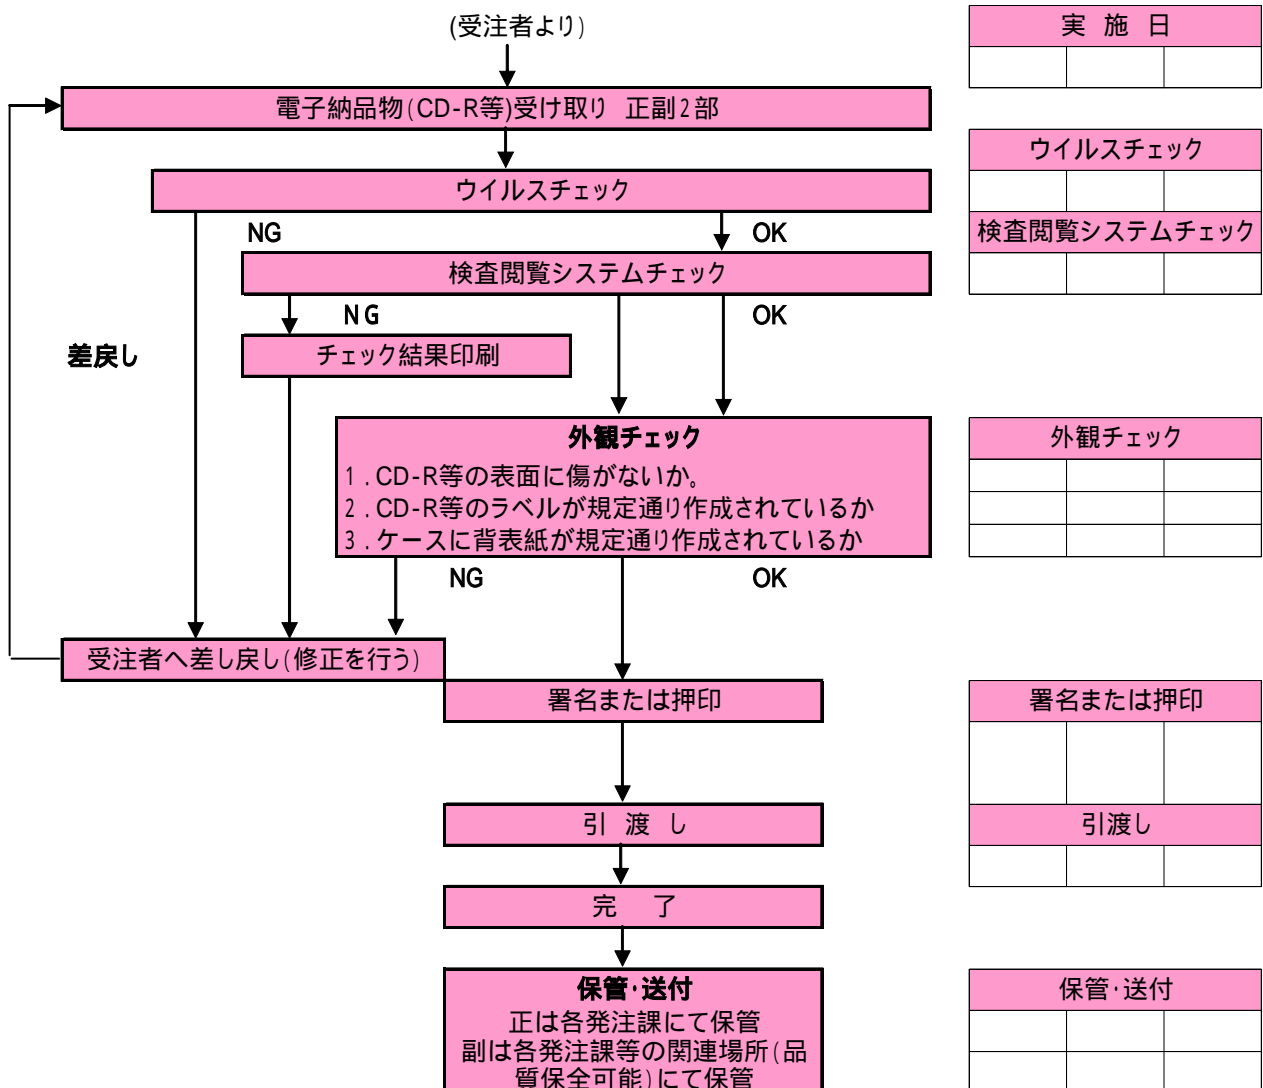 (受注者より)
実 施 日
電子納品物(CD-R等)受け取り 正副2部
ウイルスチェック
ウイルスチェック
NG
OK
検査閲覧システムチェック
検査閲覧システムチェック
NG
OK
差戻し
チェック結果印刷
外観チェック
1.CD-R等の表面に傷がないか。
2.CD-R等のラベルが規定通り作成されているか
3.ケースに背表紙が規定通り作成されているか
外観チェック
NG
OK
受注者へ差し戻し(修正を行う)
署名または押印
署名または押印
引 渡 し
引渡し
完 了
保管・送付
正は各発注課にて保管
副は各発注課等の関連場所(品
質保全可能)にて保管
保管・送付